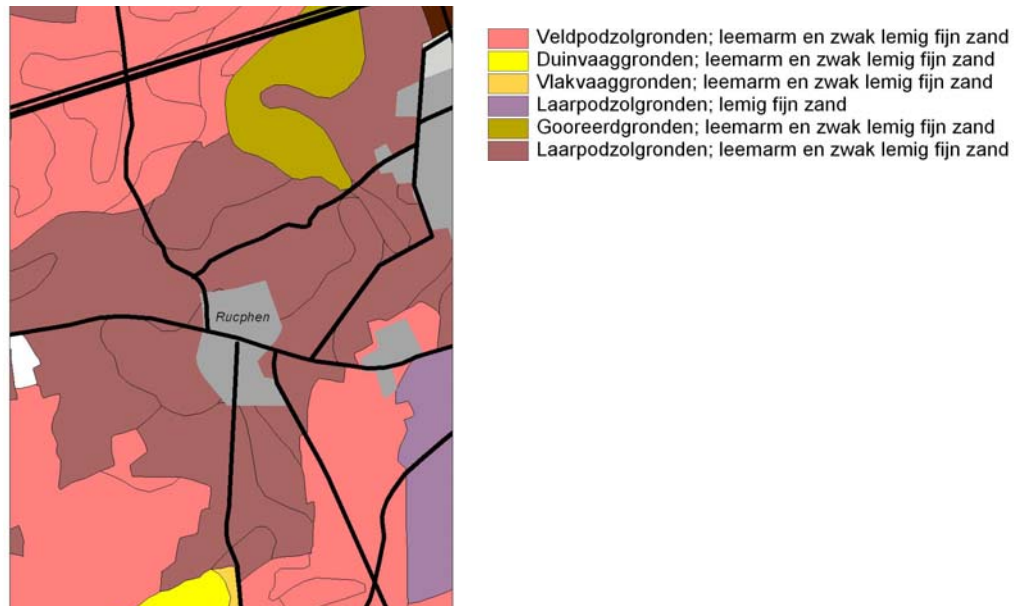 Veldpodzolgronden; leemarm en zwak lemig fijn zand
Duinvaaggronden; leemarm en zwak lemig fijn zand
Vlakvaaggronden; leemarm en zwak lemig fijn zand
Laarpodzolgronden; lemig fijn zand
Gooreerdgronden; leemarm en zwak lemig fijn zand
Laarpodzolgronden; leemarm en zwak lemig fijn zand
Rucphen